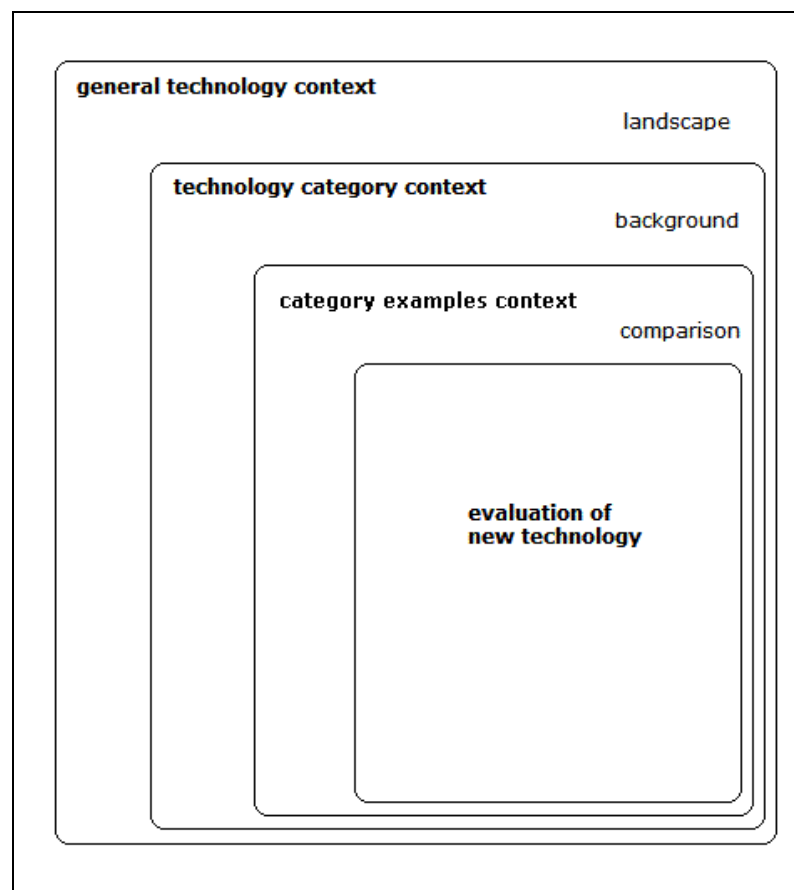 general technology context
landscape
technology category context
background
category examples context
comparison
evaluation of
new technology